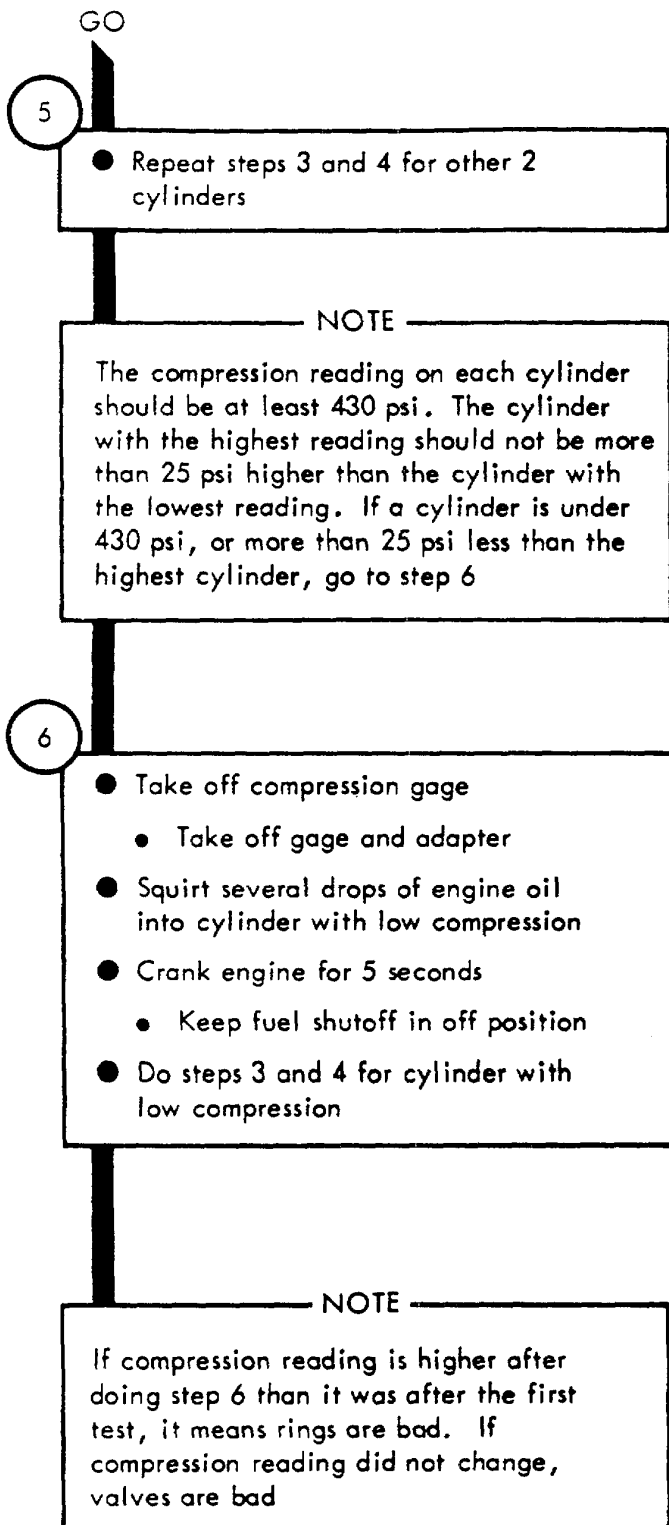 GO
5
● Repeat steps 3 and 4 for other 2
cylinders
NOTE
The compression reading on each cylinder
should be at least 430 psi. The cylinder
with the highest reading should not be more
than 25 psi higher than the cylinder with
the lowest reading. If a cylinder is under
430 psi, or more than 25 psi less than the
highest cylinder, go to step 6
6
● Take off compression gage
● Take off gage and adapter
● Squirt several drops of engine oil
into cylinder with low compression
● Crank engine for 5 seconds
● Keep fuel shutoff in off position
● Do steps 3 and 4 for cylinder with
low compression
NOTE
If compression reading is higher after
doing step 6 than it was after the first
test, it means rings are bad. If
compression reading did not change,
valves are bad